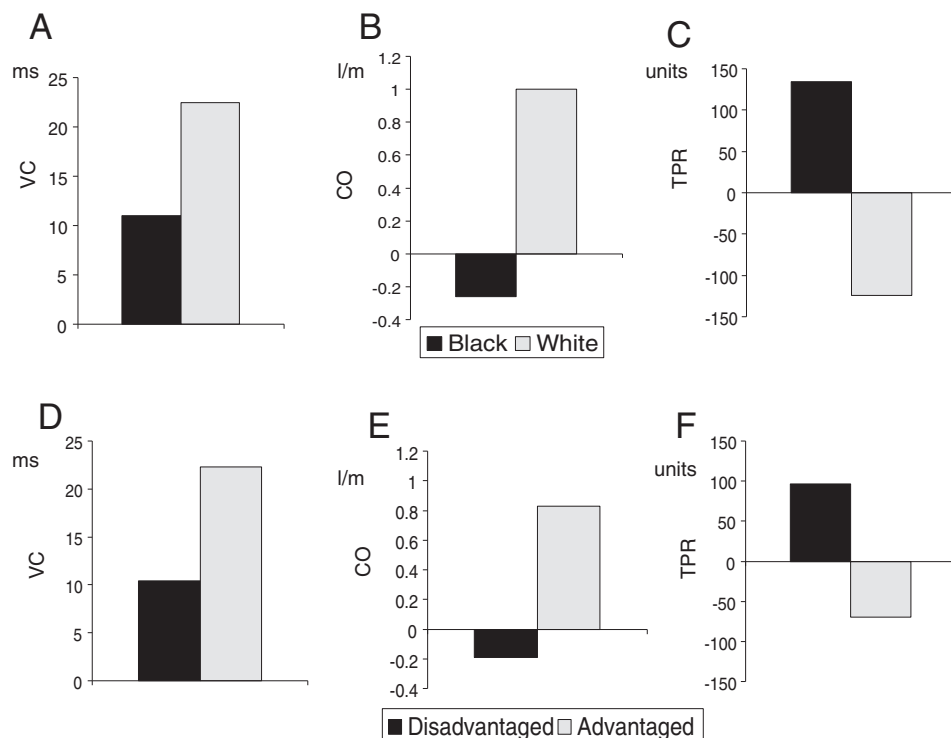 A
ms
25
20
15
10
5
0
VC
B
l/m
1.2
1
0.8
0.6
0.4
0.2
0
-0.2
-0.4
CO
C
units
150
100
50
0
-50
-100
-150
TPR
Black White
D
ms
25
20
15
10
5
0
VC
E
l/m
1.2
1
0.8
0.6
0.4
0.2
0
-0.2
-0.4
CO
F
units
150
100
50
0
-50
-100
-150
TPR
Disadvantaged Advantaged